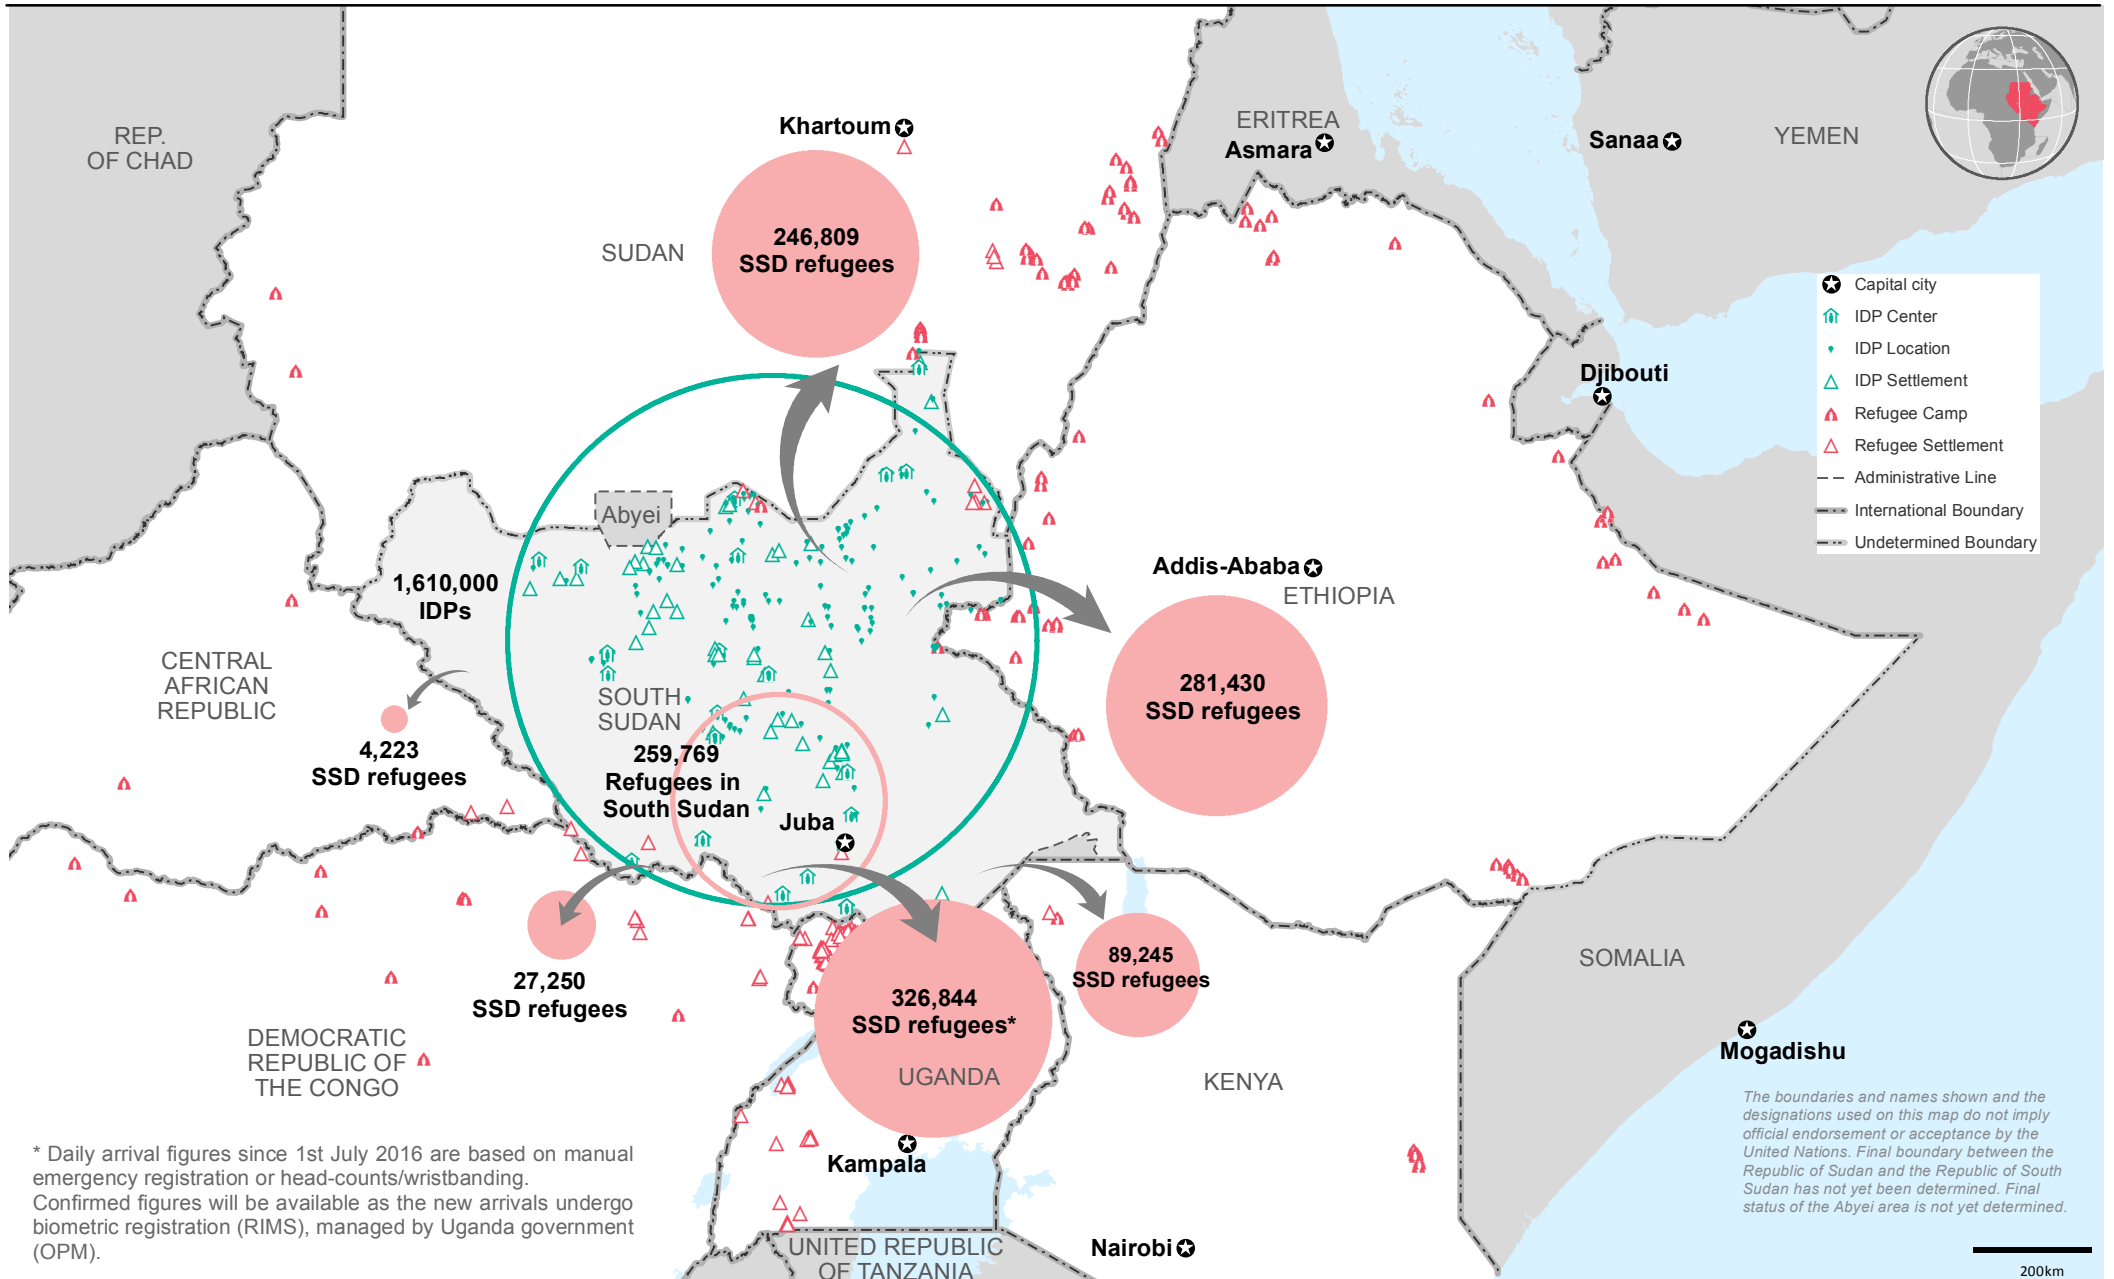 REP.
OF CHAD
Khartoum
ERITREA
Asmara
Sanaa
YEMEN
SUDAN
246,809
SSD refugees
Capital city
IDP Center
IDP Location
IDP Settlement
Refugee Camp
Refugee Settlement
Administrative Line
International Boundary
Undetermined Boundary
Djibouti
Abyei
1,610,000
IDPs
Addis-Ababa
ETHIOPIA
CENTRAL
AFRICAN
REPUBLIC
4,223
SSD refugees
SOUTH
SUDAN
259,769
Refugees in
South Sudan
Juba
281,430
SSD refugees
27,250
SSD refugees
326,844
SSD refugees*
UGANDA
89,245
SSD refugees
SOMALIA
DEMOCRATIC
REPUBLIC OF
THE CONGO
KENYA
Mogadishu
Kampala
Nairobi
UNITED REPUBLIC
OF TANZANIA
* Daily arrival figures since 1st July 2016 are based on manual
emergency registration or head-counts/wristbanding.
Confirmed figures will be available as the new arrivals undergo
biometric registration (RIMS), managed by Uganda government
(OPM).
The boundaries and names shown and the
designations used on this map do not imply
official endorsement or acceptance by the
United Nations. Final boundary between the
Republic of Sudan and the Republic of South
Sudan has not yet been determined. Final
status of the Abyei area is not yet determined.
200km